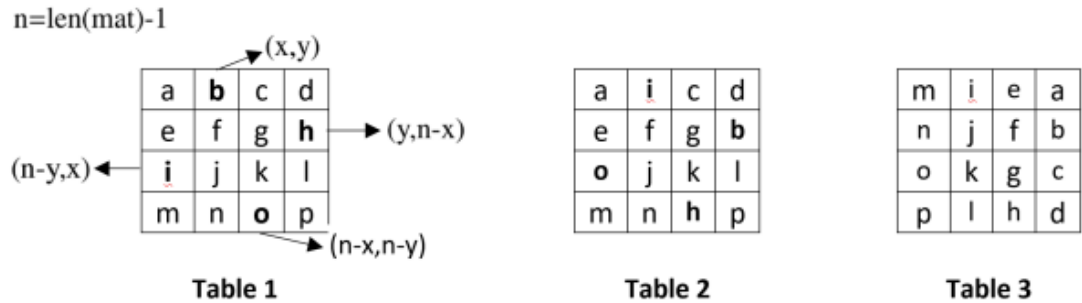 n=len(mat)-1
(x,y)
a b c d
e f g h
(y,n-x)
(n-y,x)
i j k l
m n o p
(n-x,n-y)
Table 1
a i c d
e f g b
o j k l
m n h p
Table 2
m i e a
n j f b
o k g c
p l h d
Table 3